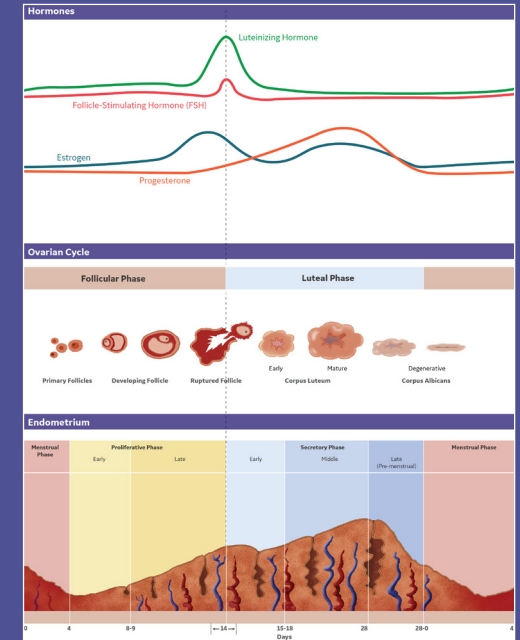 Hormones
Luteinizing Hormone
Follicle-Stimulating Hormone (FSH)
Estrogen
Progesterone
Ovarian Cycle
Follicular Phase
Luteal Phase
Early
Mature
Degenerative
Primary Follicles
Developing Follicle
Ruptured Follicle
Corpus Luteum
Corpus Albicans
Endometrium
Menstrual
Phase
Proliferative Phase
Secretory Phase
Menstrual Phase
Early
Late
Early
Middle
Late
(Pre-menstrual)
0
4
8-9
14
15-18
28
28-0
4
Days